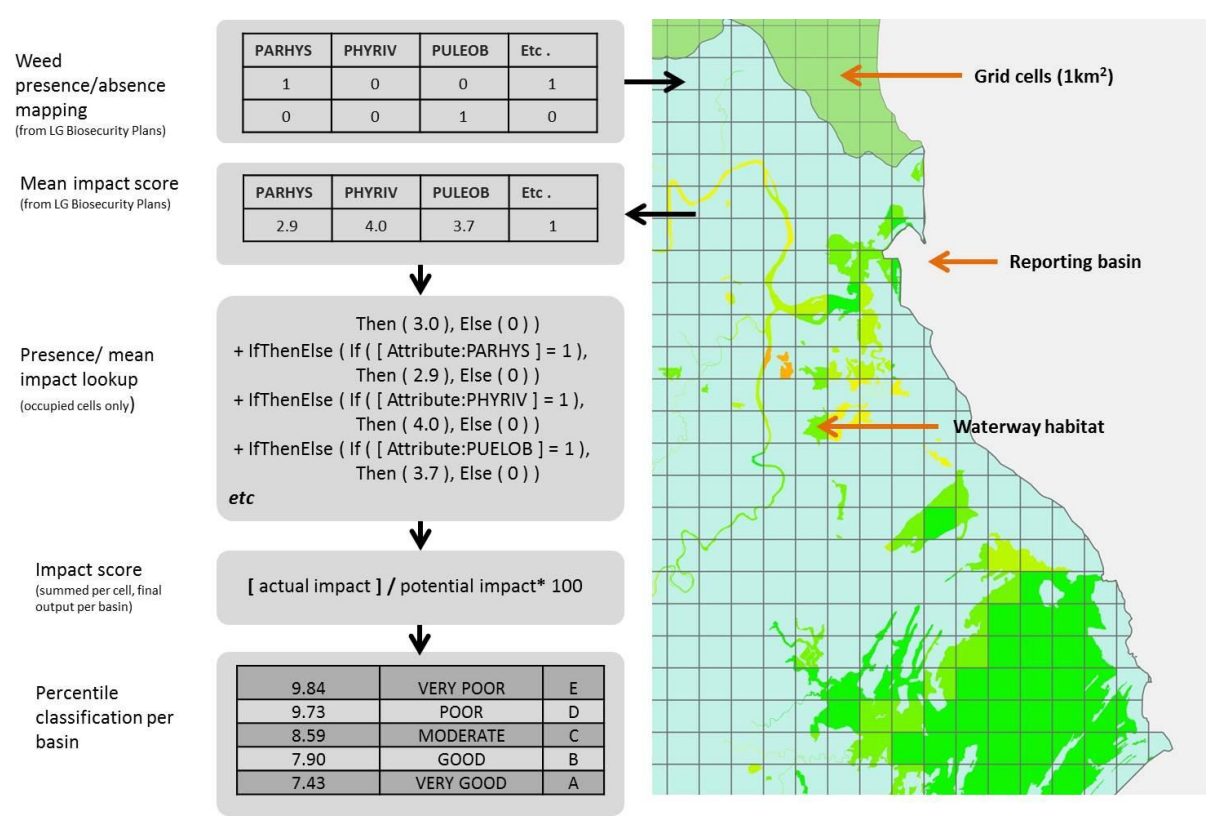 Weed
presence/absence
mapping
(from LG Biosecurity Plans)
PARHYS PHYRIV PULEOB Etc .
1 0 0 1
0 0 1 0
Mean impact score
(from LG Biosecurity Plans)
PARHYS PHYRIV PULEOB Etc .
2.9 4.0 3.7 1
Presence/ mean
impact lookup
(occupied cells only)
Then ( 3.0 ), Else ( 0 ) )
+ IfThenElse ( If ( [ Attribute:PARHYS ] = 1 ),
Then ( 2.9 ), Else ( 0 ) )
+ IfThenElse ( If ( [ Attribute:PHYRIV ] = 1 ),
Then ( 4.0 ), Else ( 0 ) )
+ IfThenElse ( If ( [ Attribute:PUELOB ] = 1 ),
Then ( 3.7 ), Else ( 0 ) )
etc
Impact score
(summed per cell, final
output per basin)
[ actual impact ] / potential impact* 100
Percentile
classification per
basin
9.84 VERY POOR E
9.73 POOR D
8.59 MODERATE C
7.90 GOOD B
7.43 VERY GOOD A
Grid cells (1km²)
Reporting basin
Waterway habitat